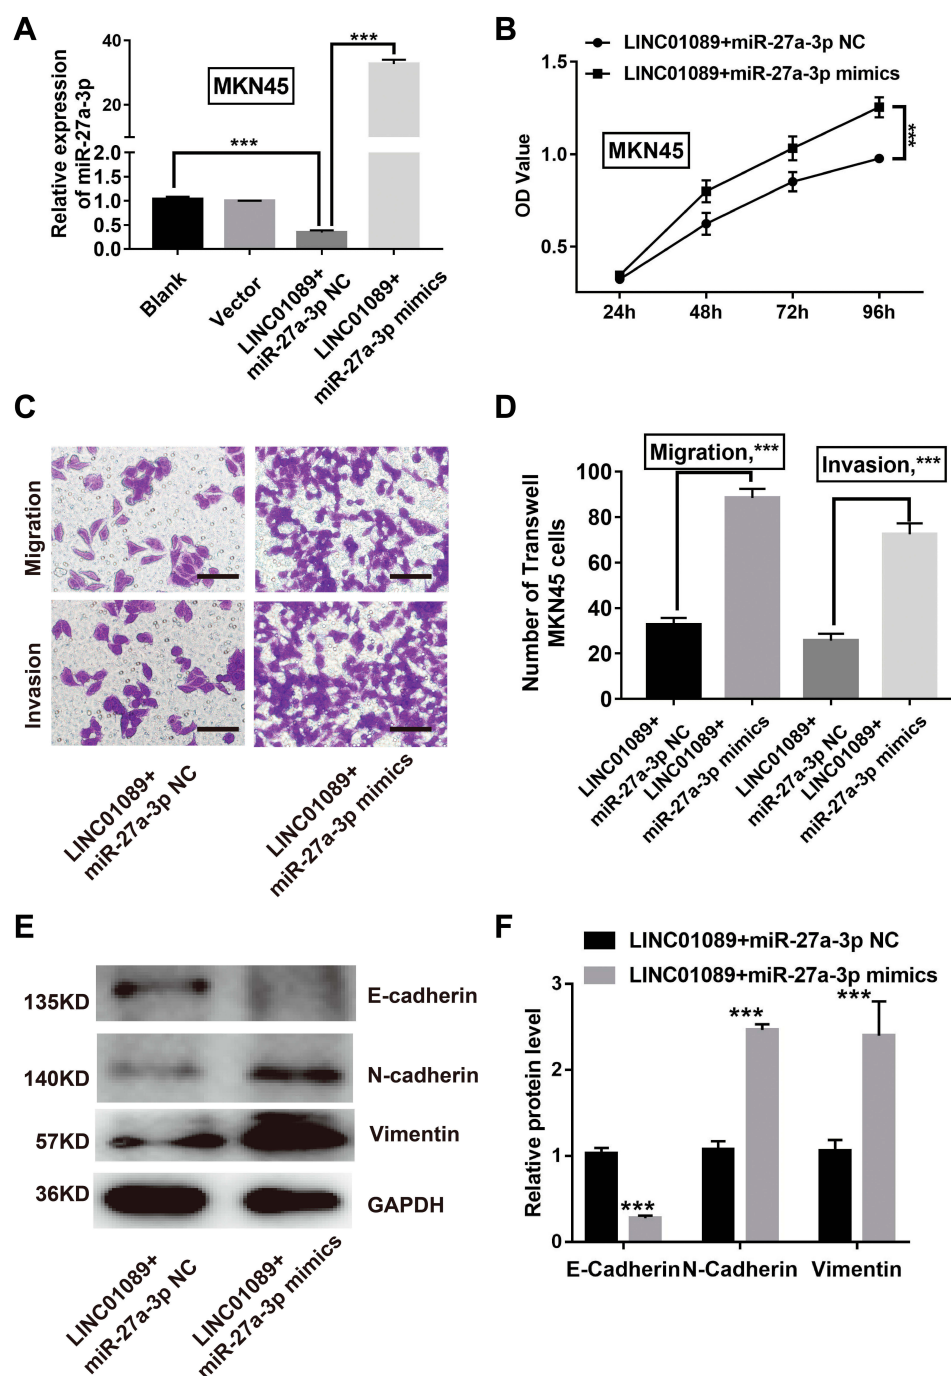 A
Relative expression
of miR-27a-3p
40
20
2.0
1.5
1.0
0.5
0.0
MKN45
***
***
Blank
Vector
LINC01089+
miR-27a-3p NC
LINC01089+
miR-27a-3p mimics
B
LINC01089+miR-27a-3p NC
LINC01089+miR-27a-3p mimics
OD Value
1.5
1.0
0.5
MKN45
***
24h
48h
72h
96h
C
Migration
Invasion
LINC01089+
miR-27a-3p NC
LINC01089+
miR-27a-3p mimics
D
Number of Transwell
MKN45 cells
100
80
60
40
20
0
Migration,***
Invasion,***
LINC01089+
miR-27a-3p NC
LINC01089+
miR-27a-3p mimics
LINC01089+
miR-27a-3p NC
LINC01089+
miR-27a-3p mimics
E
135KD
E-cadherin
140KD
N-cadherin
57KD
Vimentin
36KD
GAPDH
LINC01089+
miR-27a-3p NC
LINC01089+
miR-27a-3p mimics
F
LINC01089+miR-27a-3p NC
LINC01089+miR-27a-3p mimics
Relative protein level
3
2
1
0
***
***
***
E-Cadherin
N-Cadherin
Vimentin